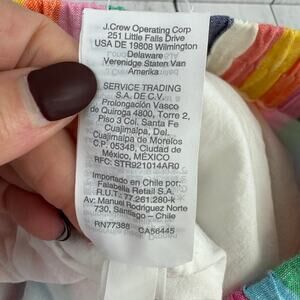 J.Crew Operating Corp
251 Little Falls Drive
USA DE 19808 Wilmington
Delaware
Verenidge Staten Van
Amerika
SERVICE TRADING
S.A. DE C.V.
Prolongación Vasco
de Quiroga 4800, Torre 2,
Piso 3 Col. Santa Fe
Cuajimalpa, Del.
Cuajimalpa de Morelos
C.P. 05348, Ciudad de
México, MÉXICO
RFC: STR921014AR0
Importado en Chile por:
Falabella Retail S.A.
R.U.T: 77.261.280-k
Av: Manuel Rodriguez Norte
730, Santiago – Chile
RN77388 CA56445